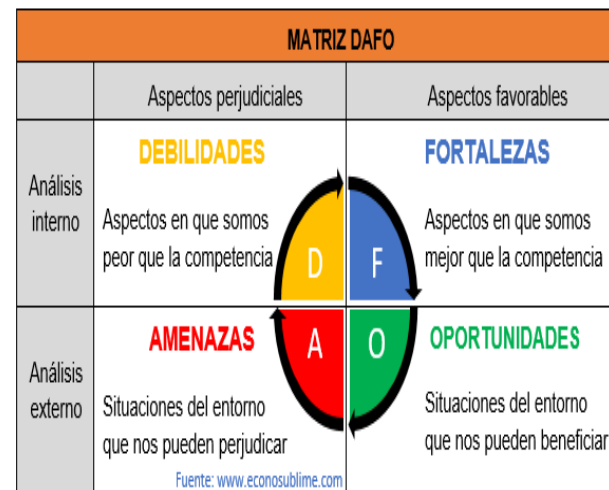 MATRIZ DAFO
Aspectos perjudiciales
Aspectos favorables
Análisis
interno
DEBILIDADES
Aspectos en que somos
peor que la competencia
D
FORTALEZAS
Aspectos en que somos
mejor que la competencia
F
Análisis
externo
AMENAZAS
Situaciones del entorno
que nos pueden perjudicar
A
OPORTUNIDADES
Situaciones del entorno
que nos pueden beneficiar
O
Fuente: www.econosublime.com